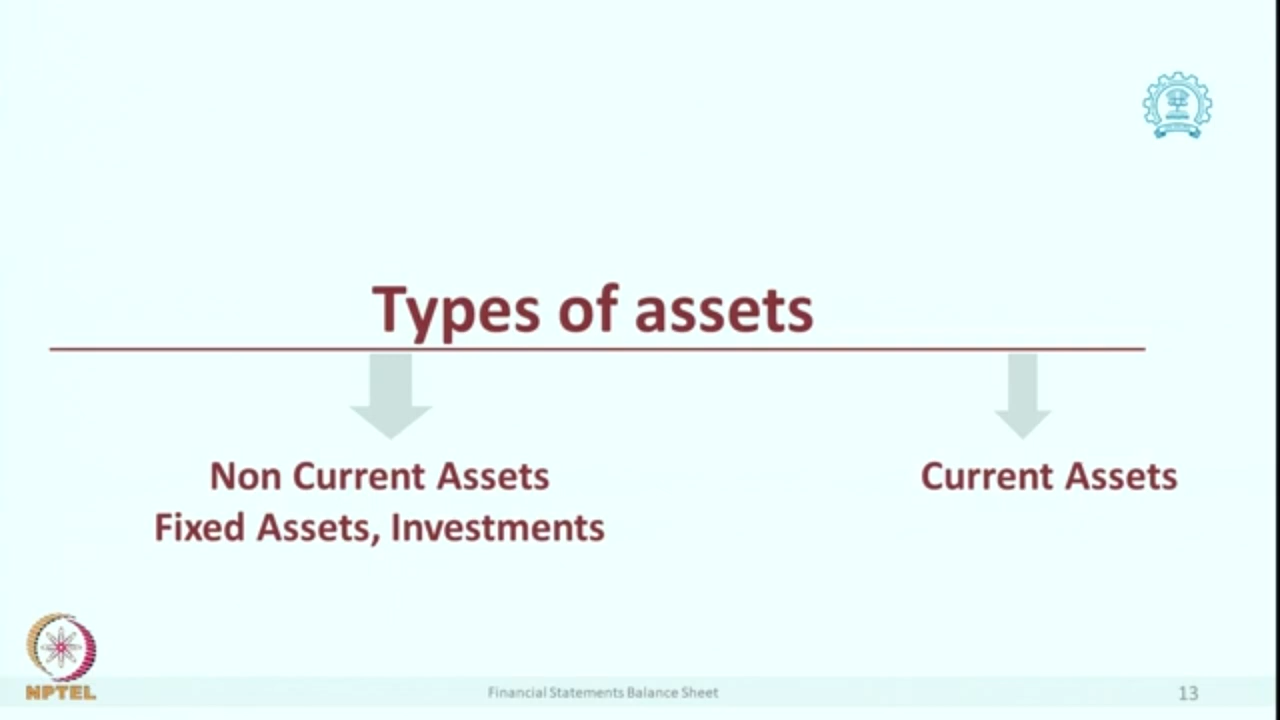 Types of assets
Non Current Assets
Fixed Assets, Investments
Current Assets
NPTEL
Financial Statements Balance Sheet
13